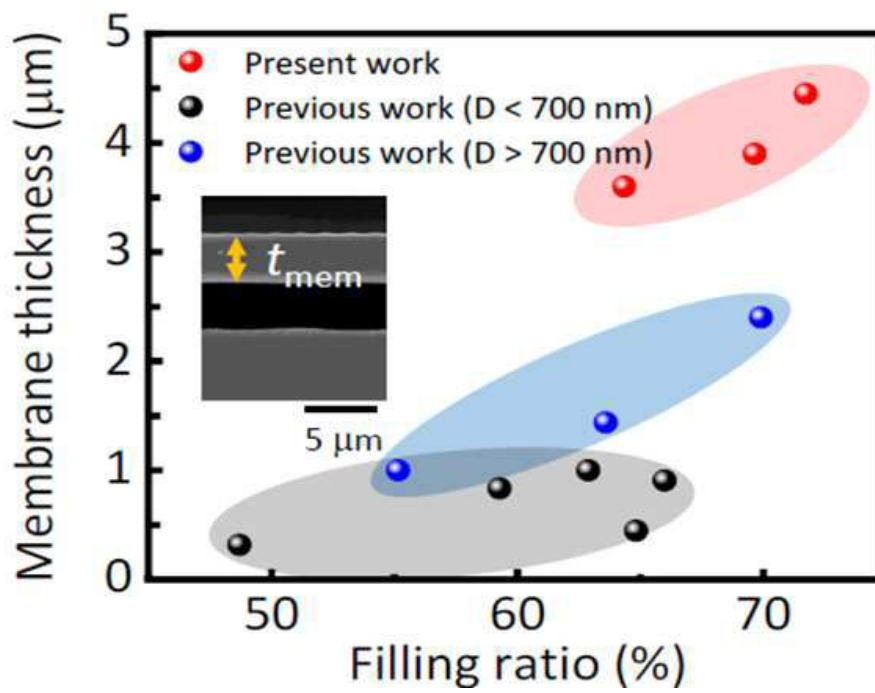 Membrane thickness (μm)
5
4
3
2
1
0
Present work
Previous work (D < 700 nm)
Previous work (D > 700 nm)
tmem
5 μm
50
60
70
Filling ratio (%)